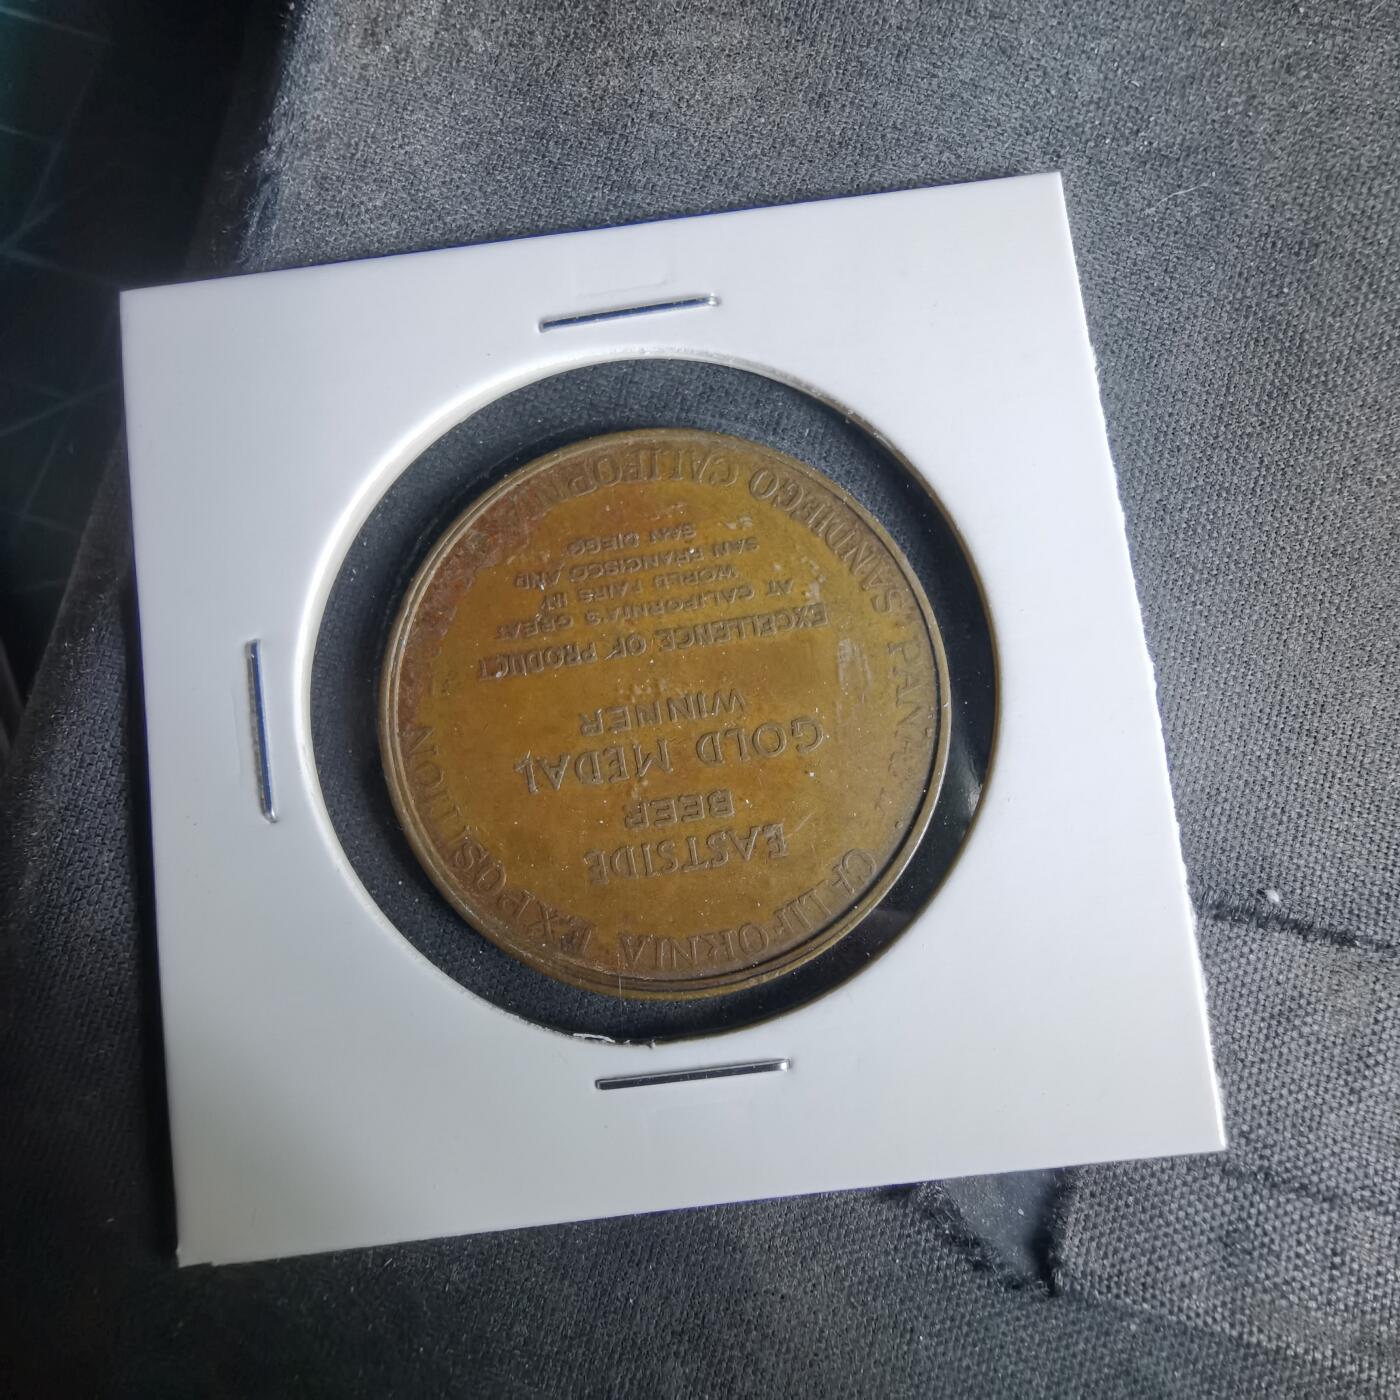 CALIFORNIA EXPOSITION
SAN DIEGO CALIFORNIA
EASTSIDE
BEER
GOLD MEDAL
WINNER
EXCELLENCE OF PRODUCT
AT CALIFORNIA'S GREAT
WORLD FAIRS IN
SAN FRANCISCO AND
SAN DIEGO